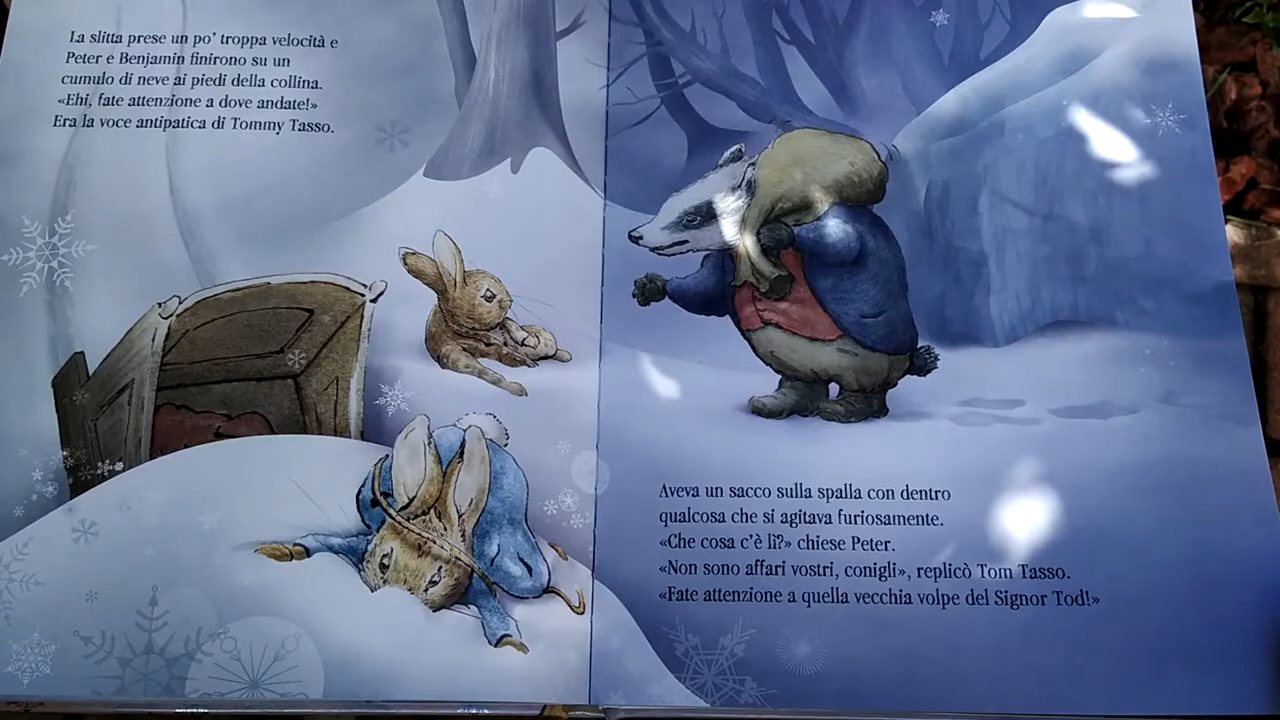 La slitta prese un po' troppa velocità e
Peter e Benjamin finirono su un
cumulo di neve ai piedi della collina.
«Ehi, fate attenzione a dove andate!»
Era la voce antipatica di Tommy Tasso.
Aveva un sacco sulla spalla con dentro
qualcosa che si agitava furiosamente.
«Che cosa c'è lì?» chiese Peter.
«Non sono affari vostri, conigli», replicò Tom Tasso.
«Fate attenzione a quella vecchia volpe del Signor Tod!»